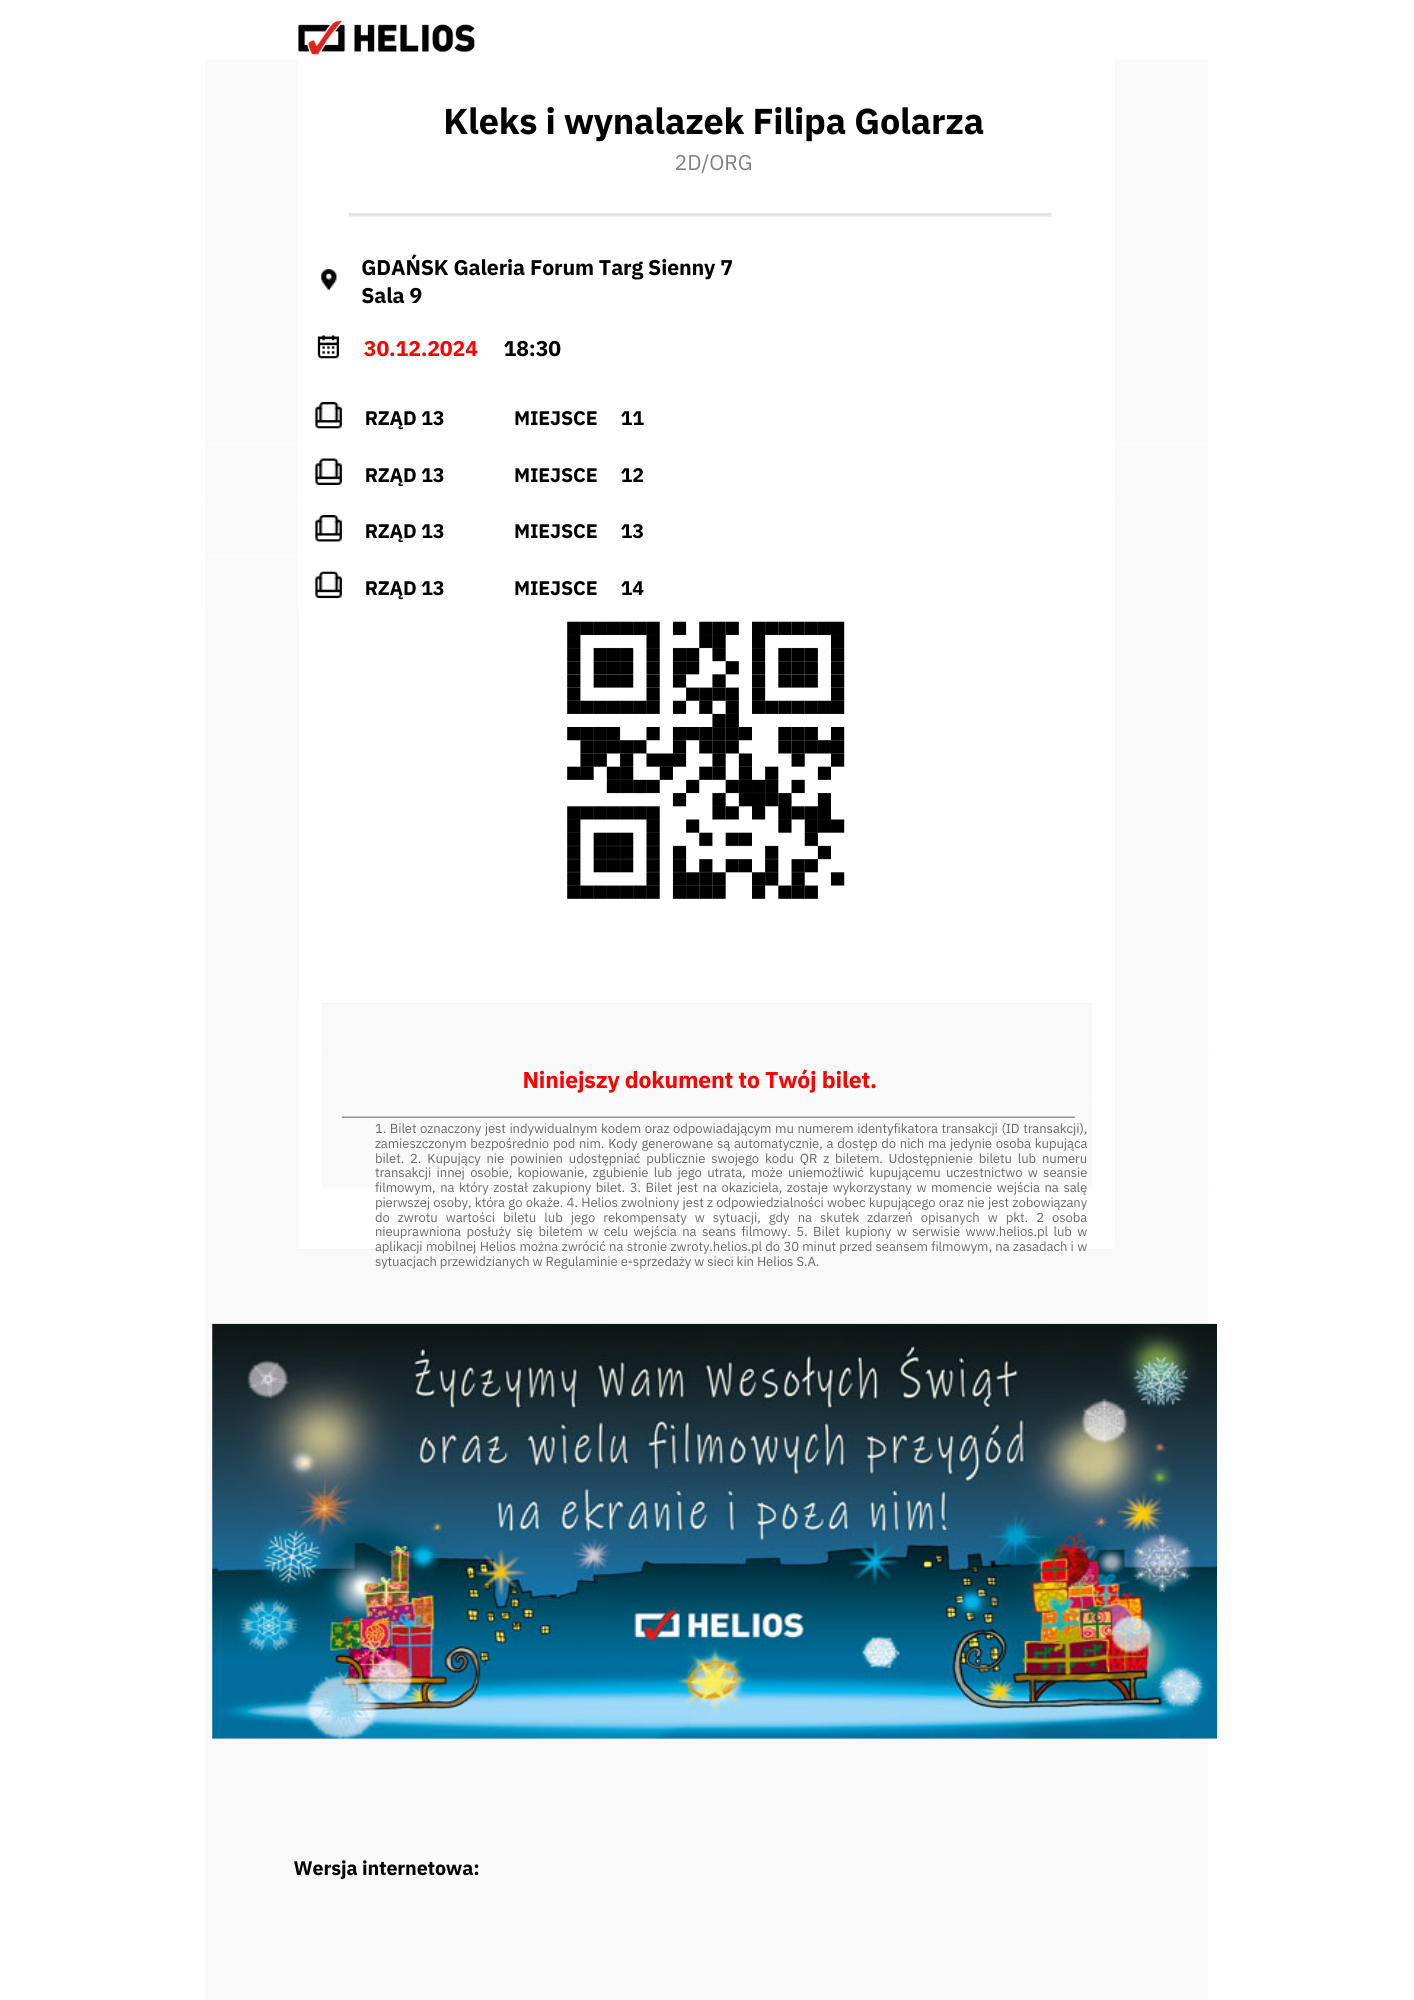 HELIOS
Kleks i wynalazek Filipa Golarza
2D/ORG
GDAŃSK Galeria Forum Targ Sienny 7
Sala 9
30.12.2024 18:30
RZĄD 13 MIEJSCE 11
RZĄD 13 MIEJSCE 12
RZĄD 13 MIEJSCE 13
RZĄD 13 MIEJSCE 14
Niniejszy dokument to Twój bilet.
1. Bilet oznaczony jest indywidualnym kodem oraz odpowiadającym mu numerem identyfikatora transakcji (ID transakcji),
zamieszczonym bezpośrednio pod nim. Kody generowane są automatycznie, a dostęp do nich ma jedynie osoba kupująca
bilet. 2. Kupujący nie powinien udostępniać publicznie swojego kodu QR z biletem. Udostępnienie biletu lub numeru
transakcji innej osobie, kopiowanie, zgubienie lub jego utrata, może uniemożliwić kupującemu uczestnictwo w seansie
filmowym, na który został zakupiony bilet. 3. Bilet jest na okaziciela, zostaje wykorzystany w momencie wejścia na salę
pierwszej osoby, która go okaże. 4. Helios zwolniony jest z odpowiedzialności wobec kupującego oraz nie jest zobowiązany
do zwrotu wartości biletu lub jego rekompensaty w sytuacji, gdy na skutek zdarzeń opisanych w pkt. 2 osoba
nieuprawniona posłuży się biletem w celu wejścia na seans filmowy. 5. Bilet kupiony w serwisie www.helios.pl lub w
aplikacji mobilnej Helios można zwrócić na stronie zwroty.helios.pl do 30 minut przed seansem filmowym, na zasadach i w
sytuacjach przewidzianych w Regulaminie e-sprzedaży w sieci kin Helios S.A.
Życzymy Wam Wesołych Świąt
oraz wielu filmowych przygód
na ekranie i poza nim!
HELIOS
Wersja internetowa: